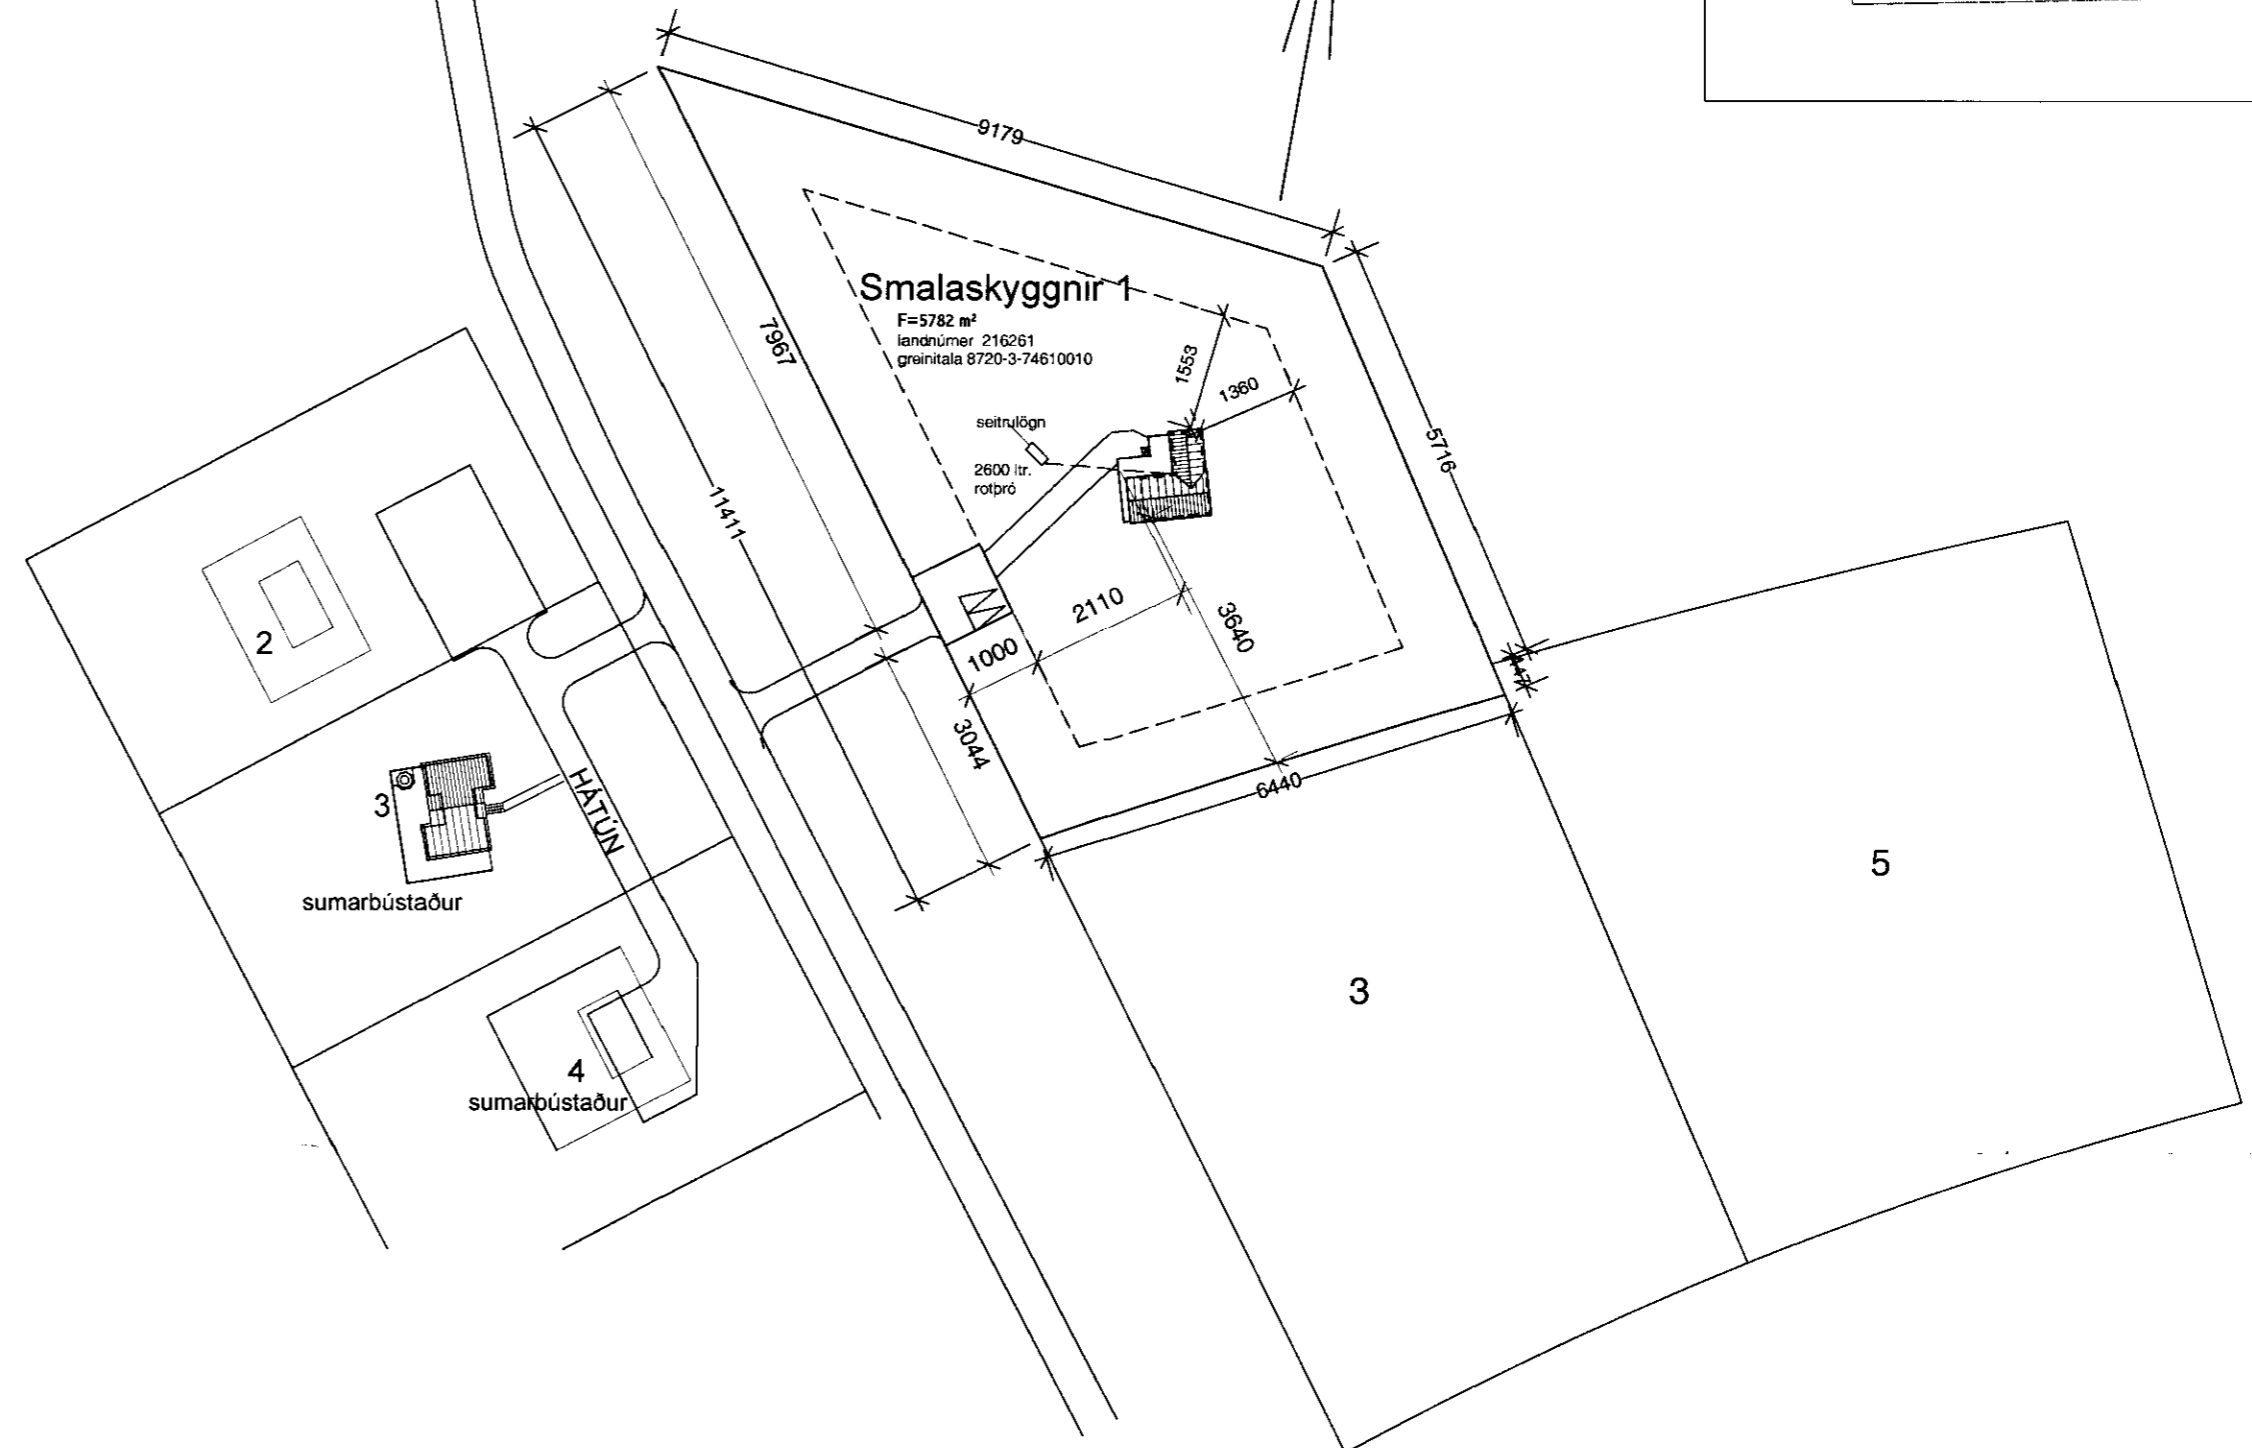 9179
Smalaskyggnir 1
F=5782 m²
landnúmer 216261
greinitala 8720-3-74610010
7967
1553
1360
seitrulögn
5716
2600 ltr.
rotþró
11411
2110
3640
2
1000
3044
6440
3
HÁTÚN
5
sumarbústaður
3
4
sumarbústaður